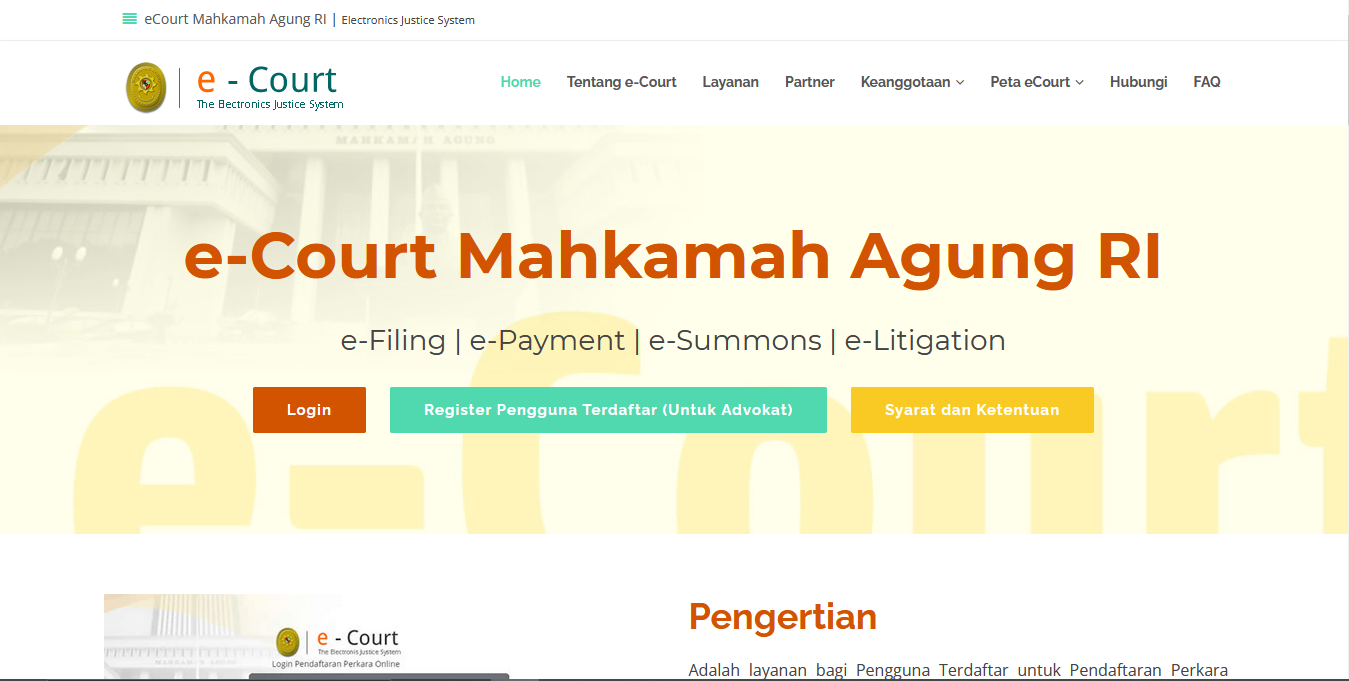 eCourt Mahkamah Agung RI | Electronics Justice System
e - Court
The Electronics Justice System
Home Tentang e-Court Layanan Partner Keanggotaan Peta eCourt Hubungi FAQ
MAHKAMAH AGUNG
e-Court Mahkamah Agung RI
e-Filing | e-Payment | e-Summons | e-Litigation
Login Register Pengguna Terdaftar (Untuk Advokat) Syarat dan Ketentuan
e-Court
e - Court
The Electronics Justice System
Login Pendaftaran Perkara Online
MAHKAMAH AGUNG
Pengertian
Adalah layanan bagi Pengguna Terdaftar untuk Pendaftaran Perkara